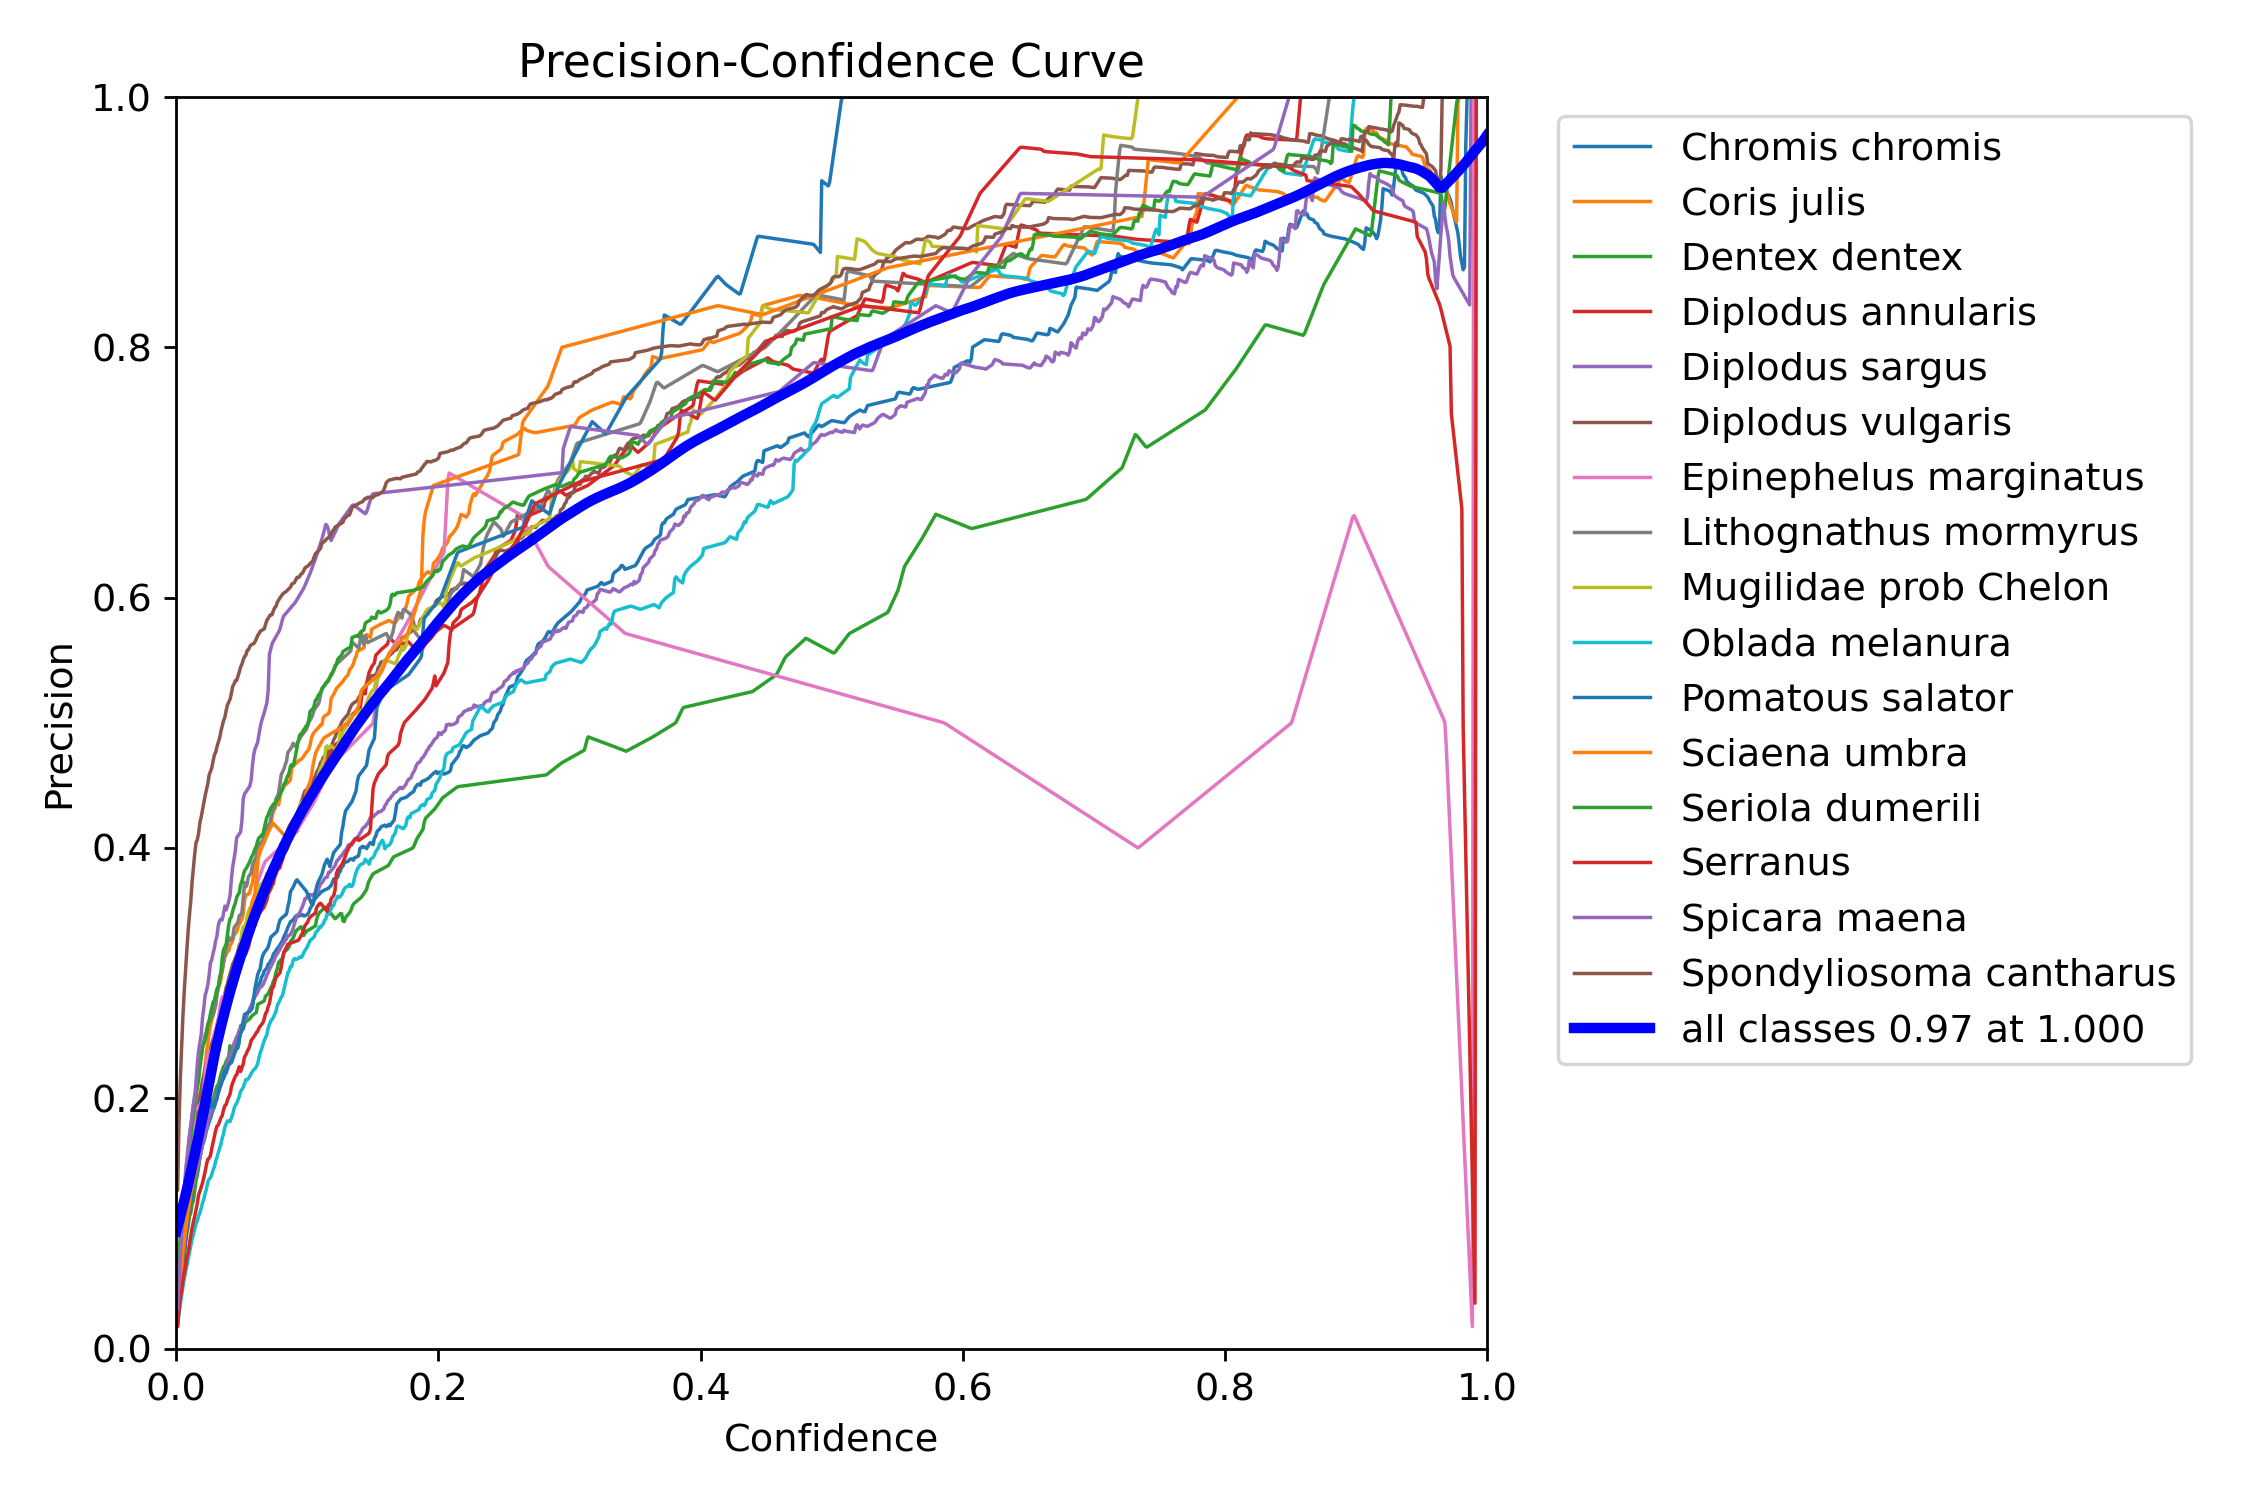 Precision-Confidence Curve
1.0
0.8
0.6
0.4
0.2
0.0
Precision
0.0 0.2 0.4 0.6 0.8 1.0
Confidence
Chromis chromis
Coris julis
Dentex dentex
Diplodus annularis
Diplodus sargus
Diplodus vulgaris
Epinephelus marginatus
Lithognathus mormyrus
Mugilidae prob Chelon
Oblada melanura
Pomatous salator
Sciaena umbra
Seriola dumerili
Serranus
Spicara maena
Spondyliosoma cantharus
all classes 0.97 at 1.000